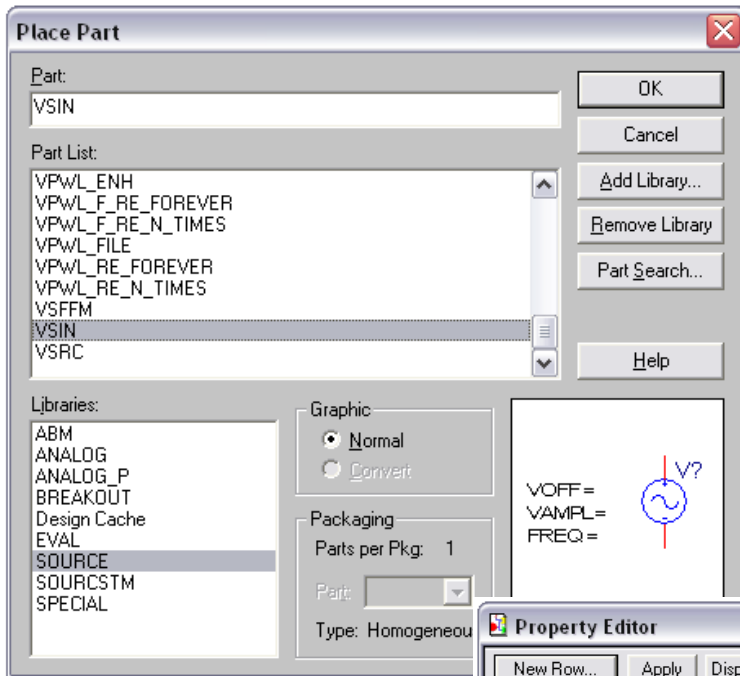 Place Part
Part:
VSIN
Part List:
VPWL_ENH
VPWL_F_RE_FOREVER
VPWL_F_RE_N_TIMES
VPWL_FILE
VPWL_RE_FOREVER
VPWL_RE_N_TIMES
VSFFM
VSIN
VSRC
OK
Cancel
Add Library...
Remove Library
Part Search...
Help
Libraries:
ABM
ANALOG
ANALOG_P
BREAKOUT
Design Cache
EVAL
SOURCE
SOURCSTM
SPECIAL
Graphic
Normal
Convert
Packaging
Parts per Pkg: 1
Part:
Type: Homogeneou
V?
VOFF=
VAMPL=
FREQ=
Property Editor
New Row...
Apply
Disp